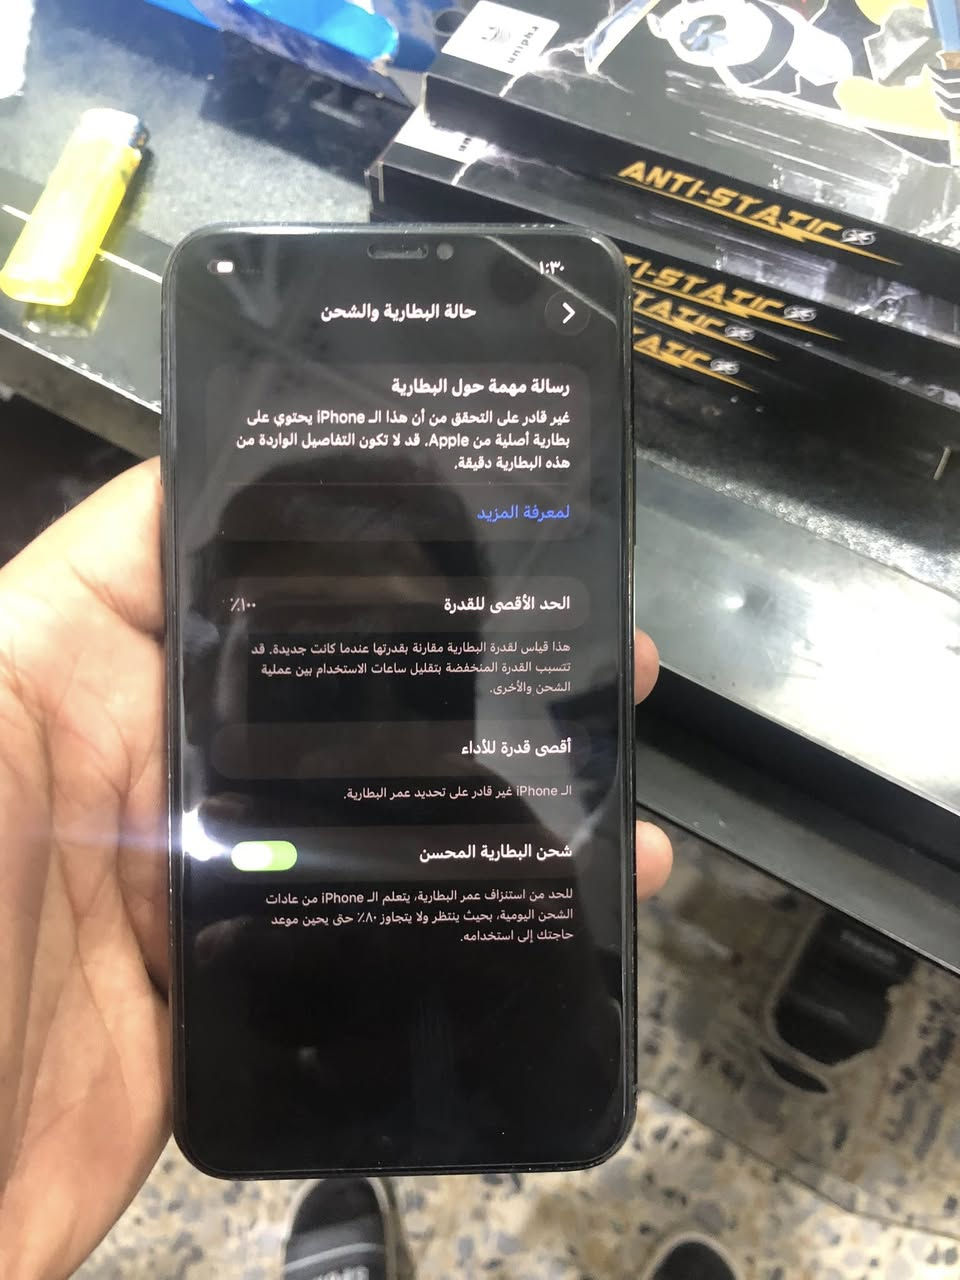 unipha
ANTI-STATIC
TI-STATIC
TATIC
TATIC
١:٣٠
حالة البطارية والشحن
رسالة مهمة حول البطارية
غير قادر على التحقق من أن هذا الـ iPhone يحتوي على
بطارية أصلية من Apple. قد لا تكون التفاصيل الواردة من
هذه البطارية دقيقة.
لمعرفة المزيد
الحد الأقصى للقدرة ١٠٠٪
هذا قياس لقدرة البطارية مقارنة بقدرتها عندما كانت جديدة. قد
تتسبب القدرة المنخفضة بتقليل ساعات الاستخدام بين عملية
الشحن والأخرى.
أقصى قدرة للأداء
الـ iPhone غير قادر على تحديد عمر البطارية.
شحن البطارية المحسن
للحد من استنزاف عمر البطارية، يتعلم الـ iPhone من عادات
الشحن اليومية، بحيث ينتظر ولا يتجاوز ٨٠٪ حتى يحين موعد
حاجتك إلى استخدامه.